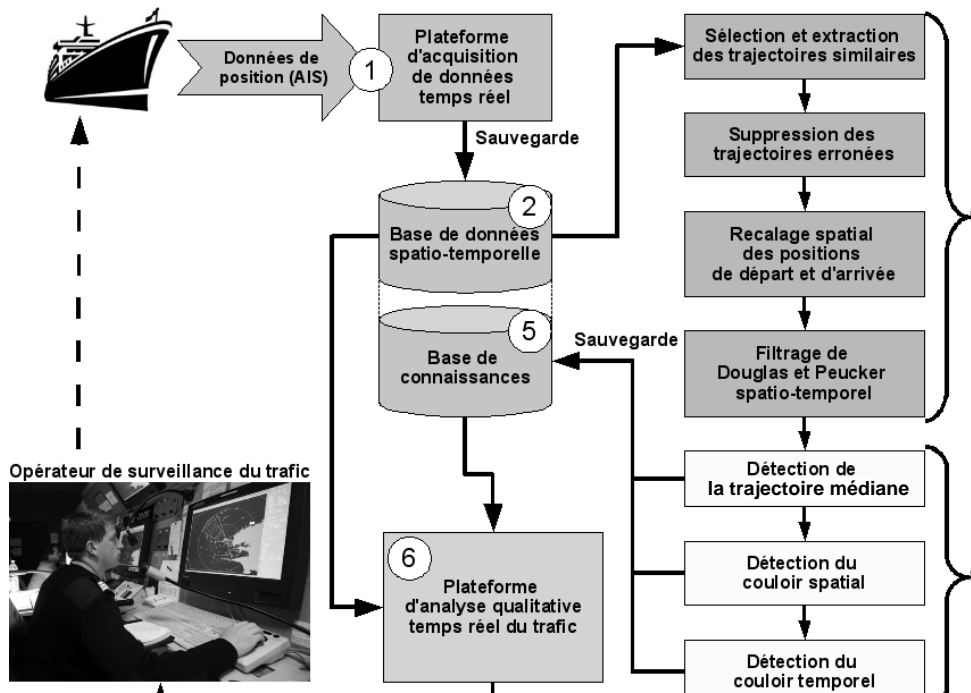 Données de
position (AIS)
1
Plateforme
d'acquisition
de données
temps réel
Sauvegarde
2
Base de données
spatio-temporelle
5
Base de
connaissances
Sauvegarde
6
Plateforme
d'analyse qualitative
temps réel du trafic
Opérateur de surveillance du trafic
Sélection et extraction
des trajectoires similaires
Suppression des
trajectoires erronées
Recalage spatial
des positions
de départ et d'arrivée
Filtrage de
Douglas et Peucker
spatio-temporel
Détection de
la trajectoire médiane
Détection du
couloir spatial
Détection du
couloir temporel